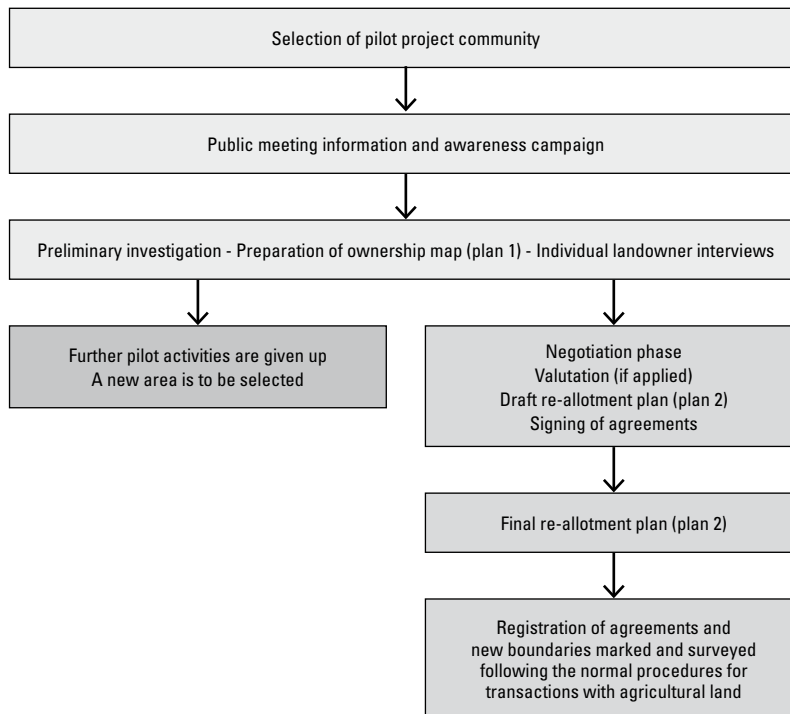 Selection of pilot project community
Public meeting information and awareness campaign
Preliminary investigation - Preparation of ownership map (plan 1) - Individual landowner interviews
Further pilot activities are given up
A new area is to be selected
Negotiation phase
Valutation (if applied)
Draft re-allotment plan (plan 2)
Signing of agreements
Final re-allotment plan (plan 2)
Registration of agreements and
new boundaries marked and surveyed
following the normal procedures for
transactions with agricultural land